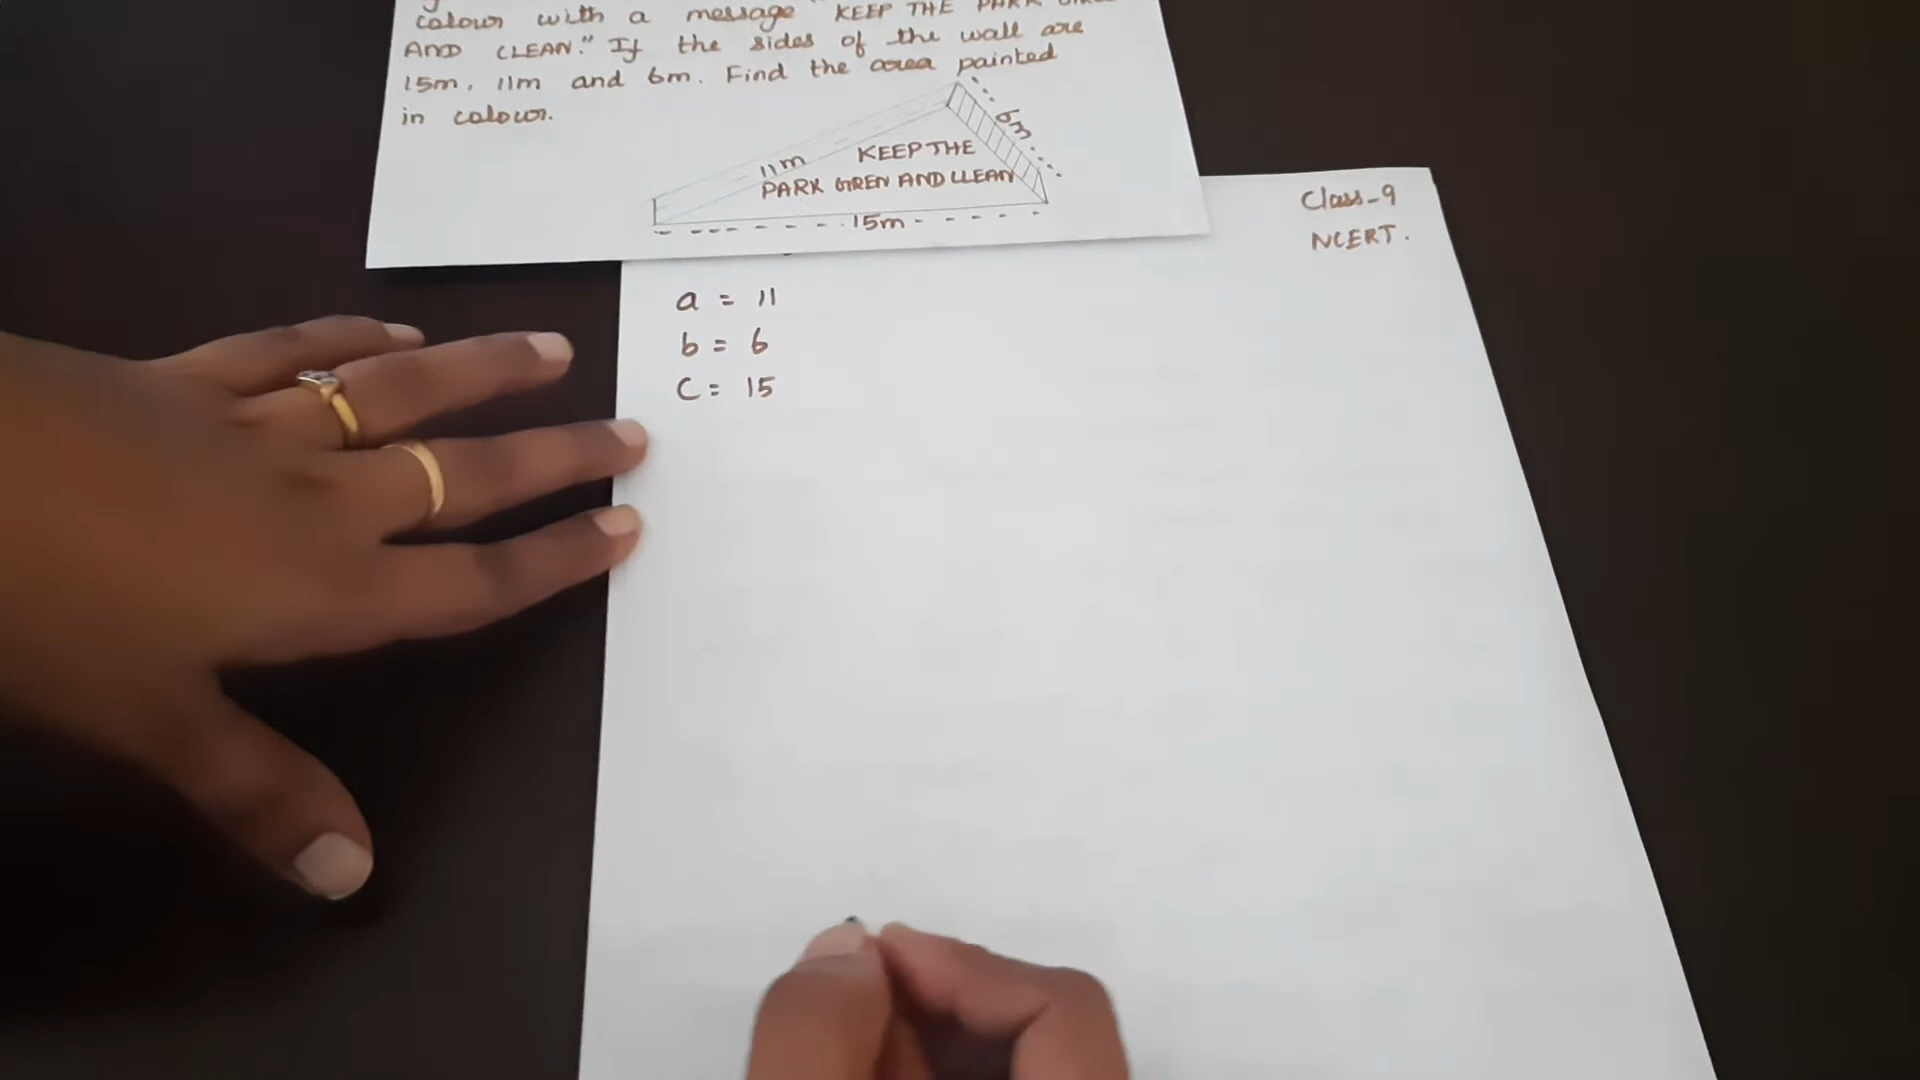 colour with a message "KEEP THE PARK
AND CLEAN." If the sides of the wall are
15m, 11m and 6m. Find the area painted
in colour.
11m
6m
KEEP THE
PARK GREN AND CLEAN
15m
Class-9
NCERT.
a = 11
b = 6
C = 15